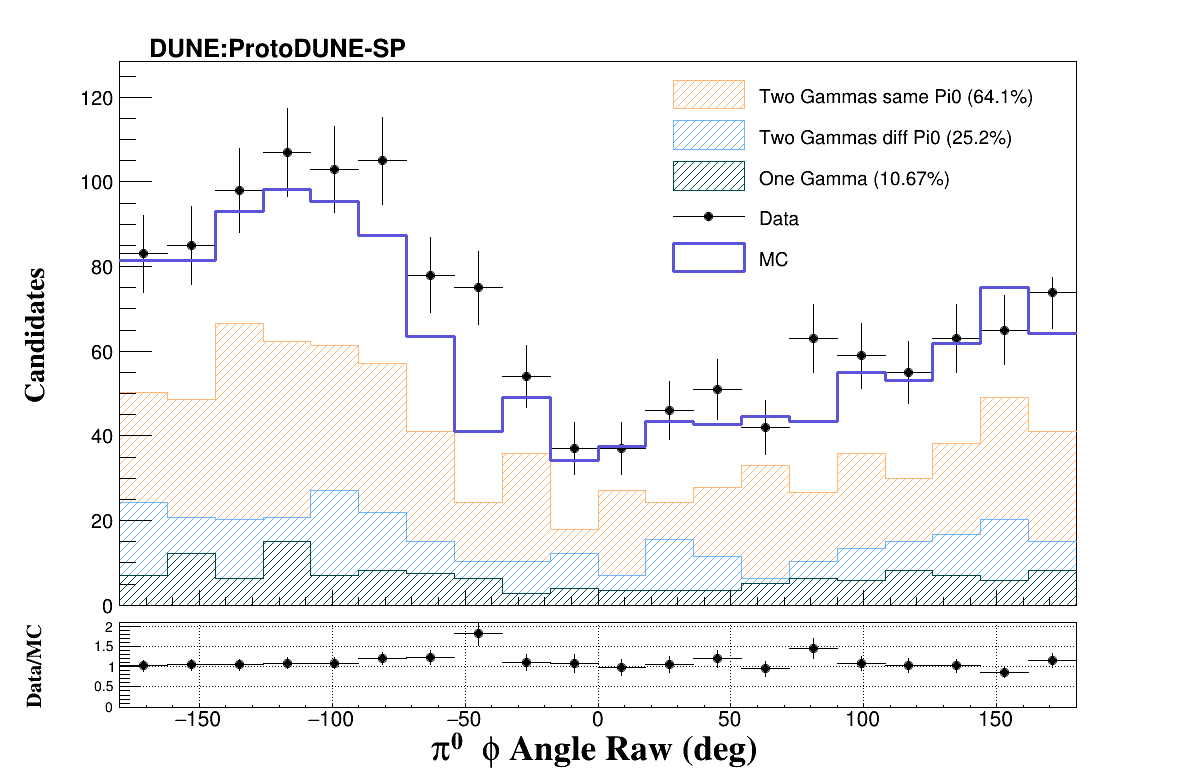 DUNE:ProtoDUNE-SP
Two Gammas same Pi0 (64.1%)
Two Gammas diff Pi0 (25.2%)
One Gamma (10.67%)
Data
MC
Candidates
120
100
80
60
40
20
0
Data/MC
2
1.5
1
0.5
0
−150 −100 −50 0 50 100 150
π⁰ ϕ Angle Raw (deg)